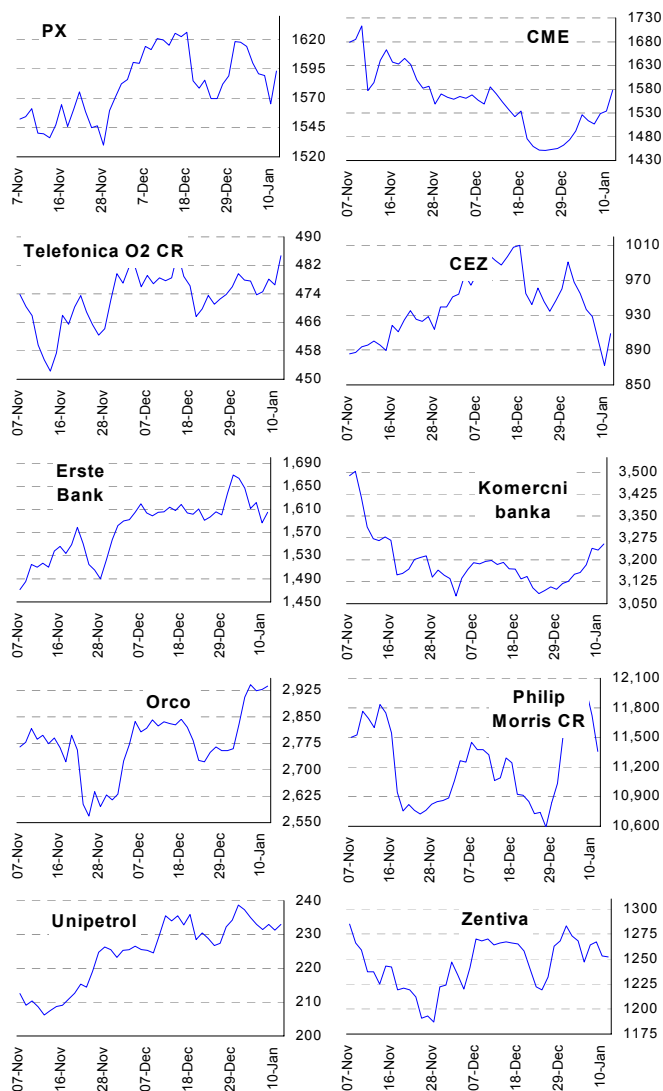 PX
1620
1595
1570
1545
1520
7-Nov
16-Nov
28-Nov
7-Dec
18-Dec
29-Dec
10-Jan
CME
1730
1680
1630
1580
1530
1480
1430
07-Nov
16-Nov
28-Nov
07-Dec
18-Dec
29-Dec
10-Jan
Telefonica O2 CR
490
482
474
466
458
450
07-Nov
16-Nov
28-Nov
07-Dec
18-Dec
29-Dec
10-Jan
CEZ
1010
970
930
890
850
07-Nov
16-Nov
28-Nov
07-Dec
18-Dec
29-Dec
10-Jan
Erste
Bank
1,690
1,650
1,610
1,570
1,530
1,490
1,450
07-Nov
16-Nov
28-Nov
07-Dec
18-Dec
29-Dec
10-Jan
Komercni
banka
3,500
3,425
3,350
3,275
3,200
3,125
3,050
07-Nov
16-Nov
28-Nov
07-Dec
18-Dec
29-Dec
10-Jan
Orco
2,925
2,850
2,775
2,700
2,625
2,550
07-Nov
16-Nov
28-Nov
07-Dec
18-Dec
29-Dec
10-Jan
Philip
Morris CR
12,100
11,800
11,500
11,200
10,900
10,600
07-Nov
16-Nov
28-Nov
07-Dec
18-Dec
29-Dec
10-Jan
Unipetrol
240
230
220
210
200
07-Nov
16-Nov
28-Nov
07-Dec
18-Dec
29-Dec
10-Jan
Zentiva
1300
1275
1250
1225
1200
1175
07-Nov
16-Nov
28-Nov
07-Dec
18-Dec
29-Dec
10-Jan